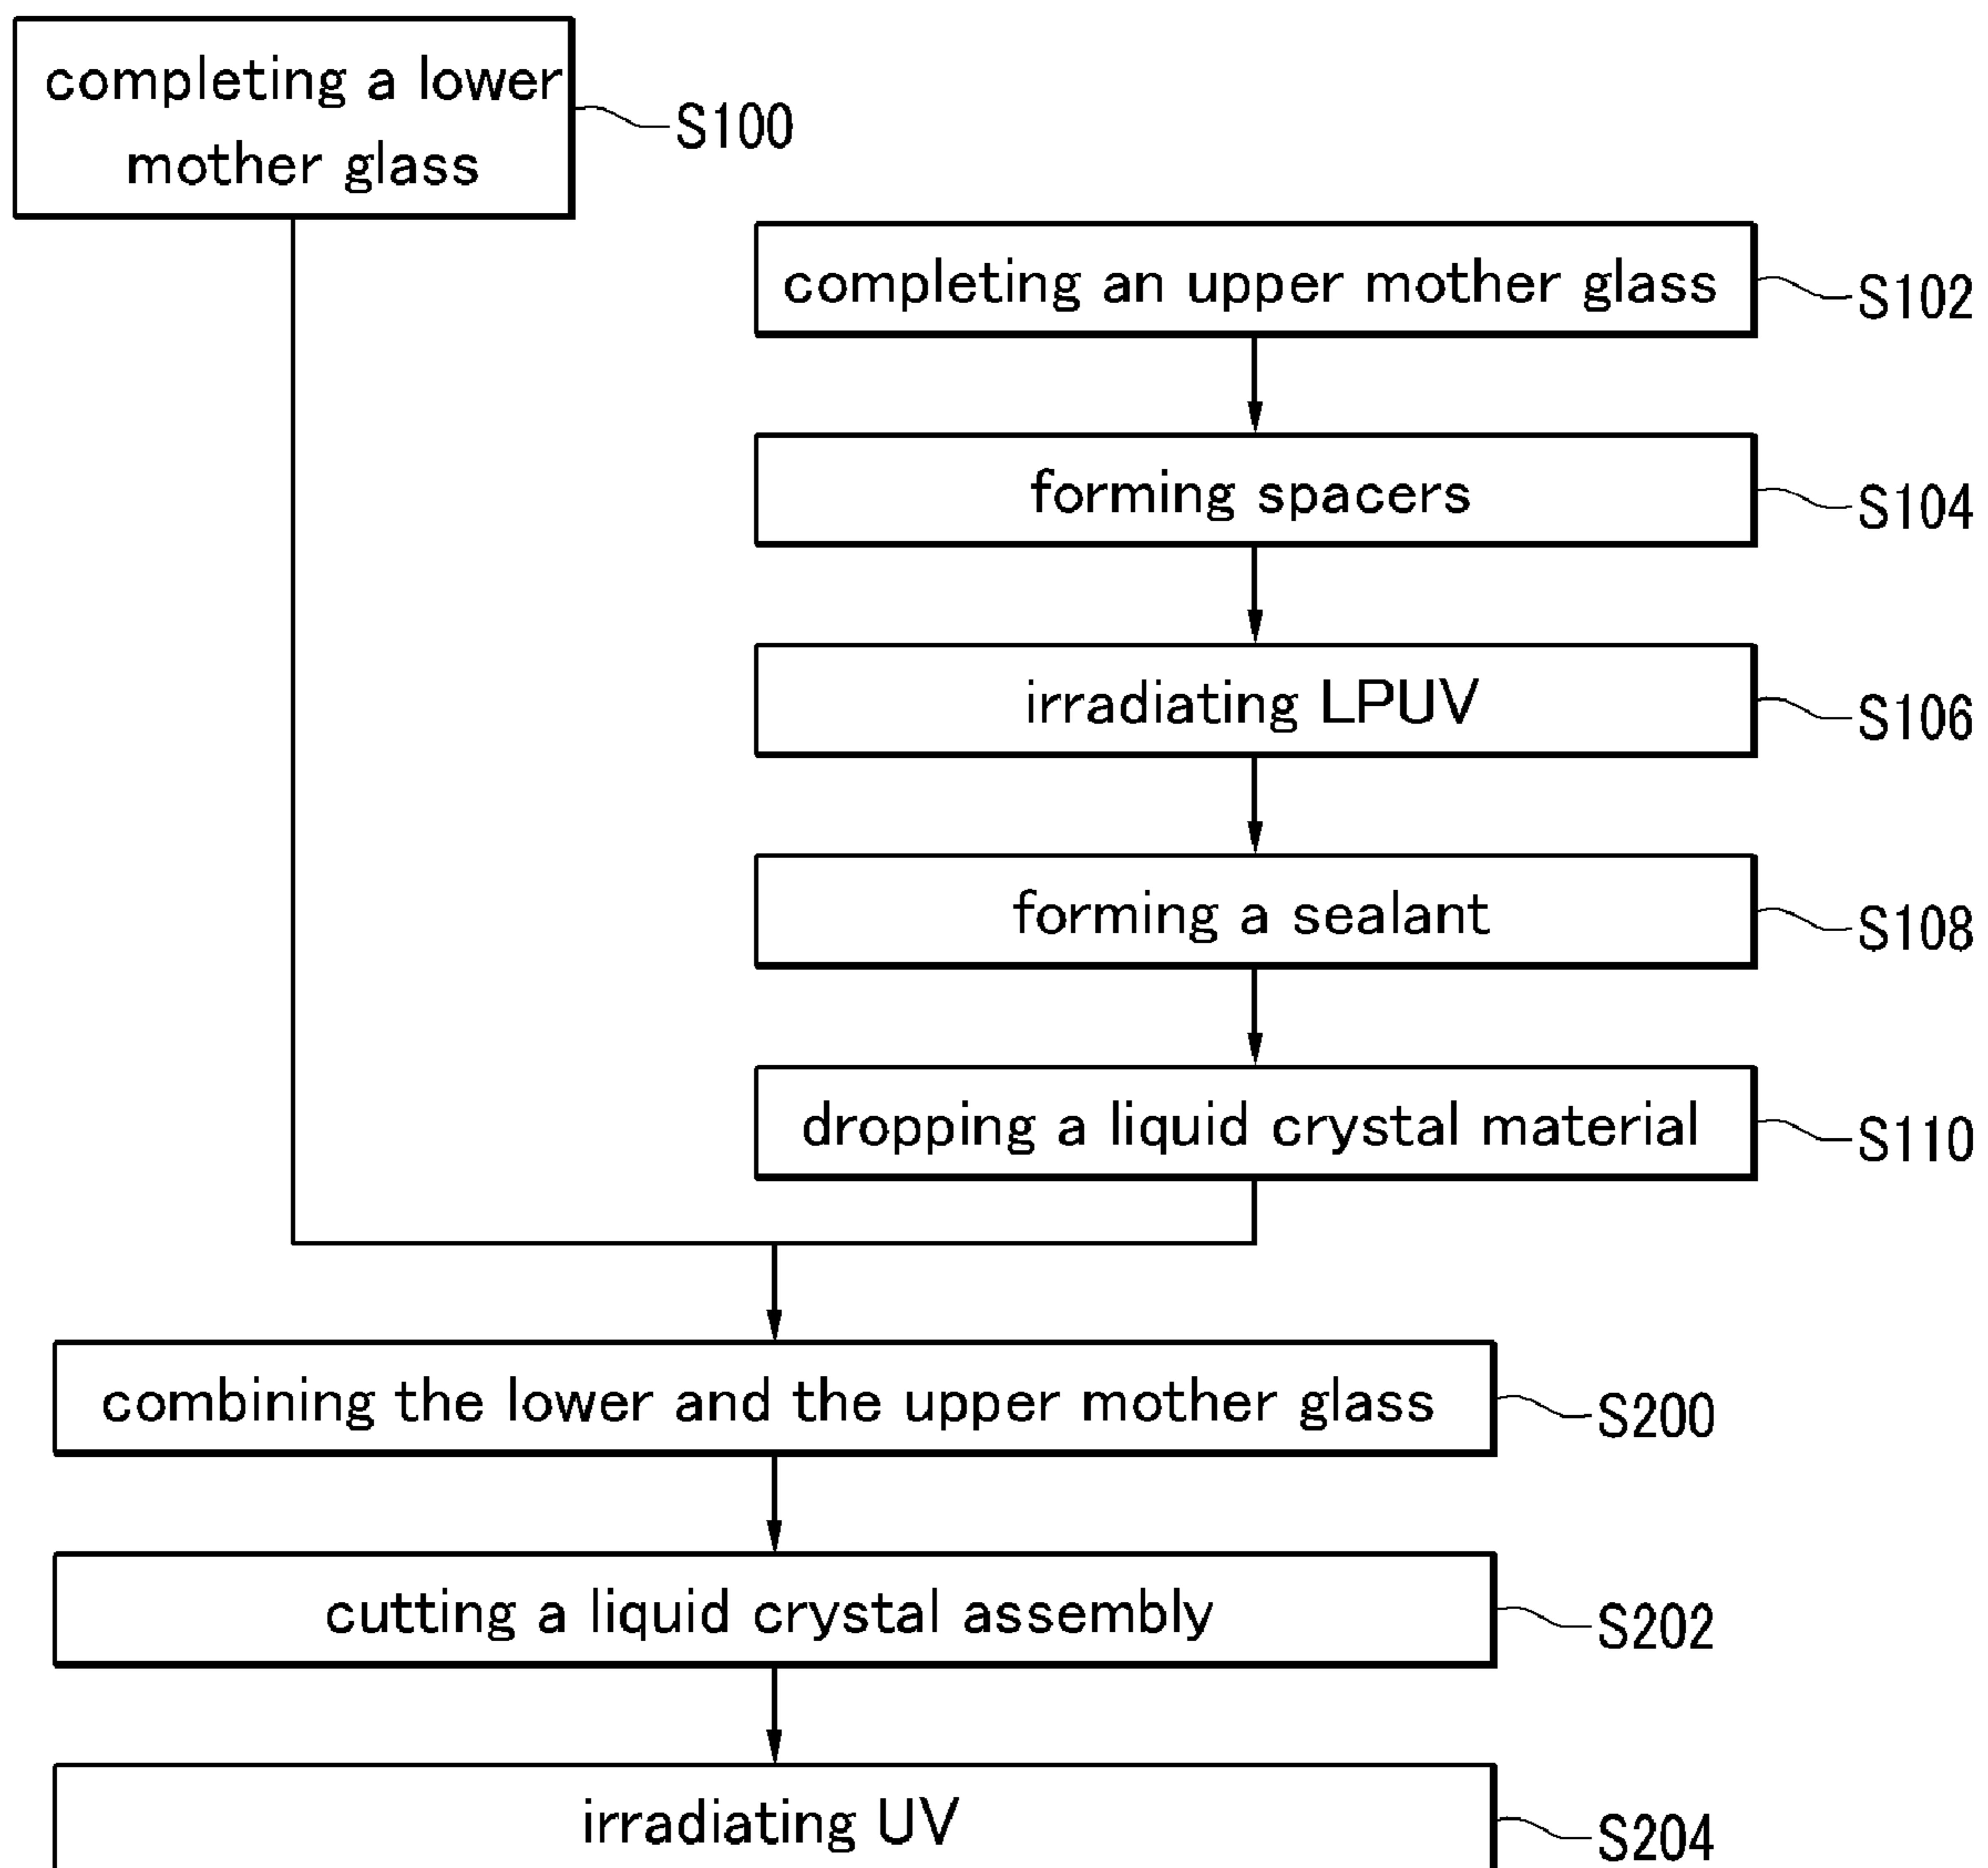 completing a lower
mother glass
S100
completing an upper mother glass
S102
forming spacers
S104
irradiating LPUV
S106
forming a sealant
S108
dropping a liquid crystal material
S110
combining the lower and the upper mother glass
S200
cutting a liquid crystal assembly
S202
irradiating UV
S204